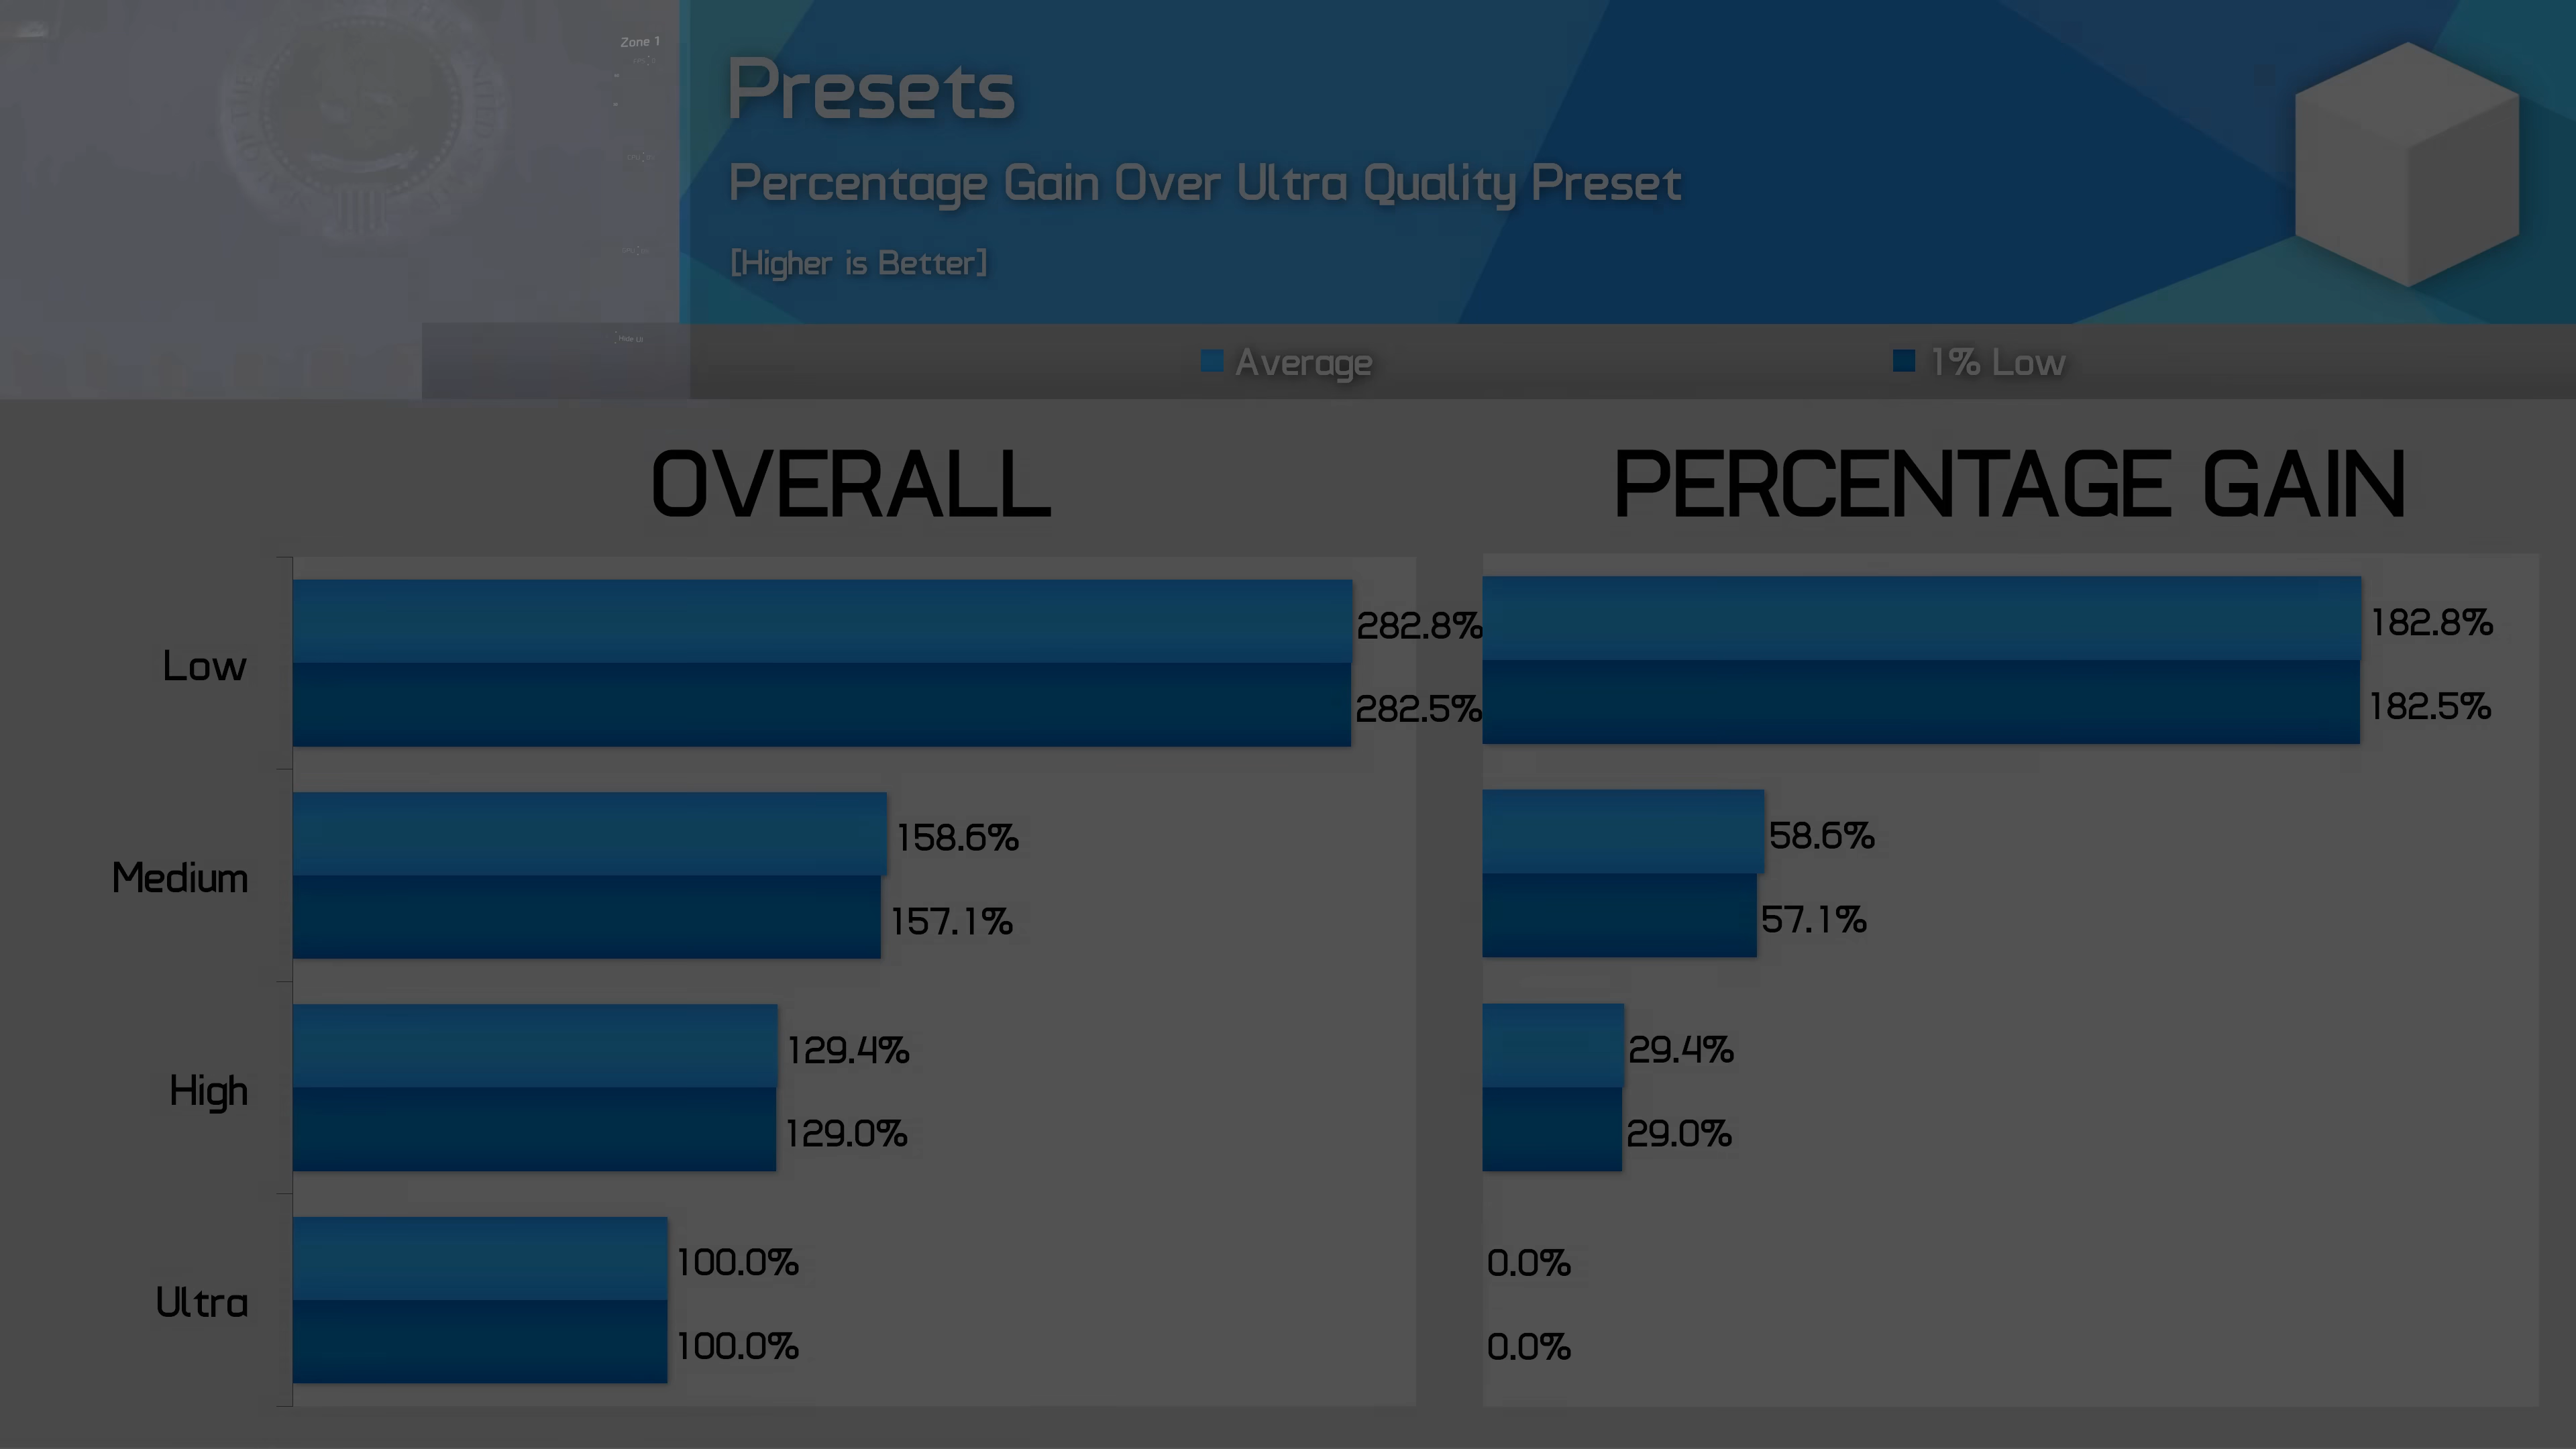 Zone 1
Presets
Percentage Gain Over Ultra Quality Preset
[Higher is Better]
Hide UI
Average
1% Low
OVERALL
PERCENTAGE GAIN
Low
282.8%
282.5%
182.8%
182.5%
Medium
158.6%
157.1%
58.6%
57.1%
High
129.4%
129.0%
29.4%
29.0%
Ultra
100.0%
100.0%
0.0%
0.0%